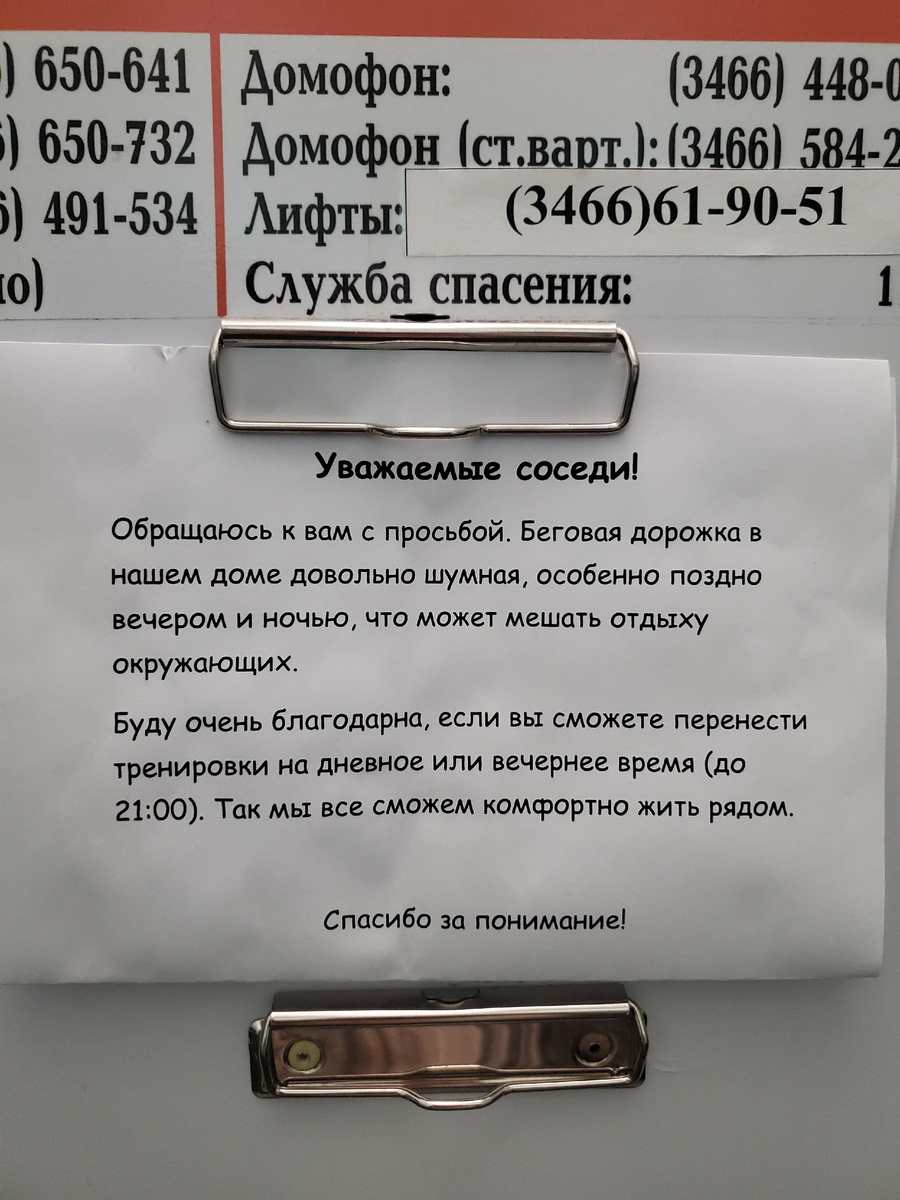 650-641
650-732
491-534
Домофон: (3466) 448-0
Домофон (ст.варт.): (3466) 584-2
Лифты: (3466)61-90-51
Служба спасения: 1
Уважаемые соседи!
Обращаюсь к вам с просьбой. Беговая дорожка в
нашем доме довольно шумная, особенно поздно
вечером и ночью, что может мешать отдыху
окружающих.
Буду очень благодарна, если вы сможете перенести
тренировки на дневное или вечернее время (до
21:00). Так мы все сможем комфортно жить рядом.
Спасибо за понимание!